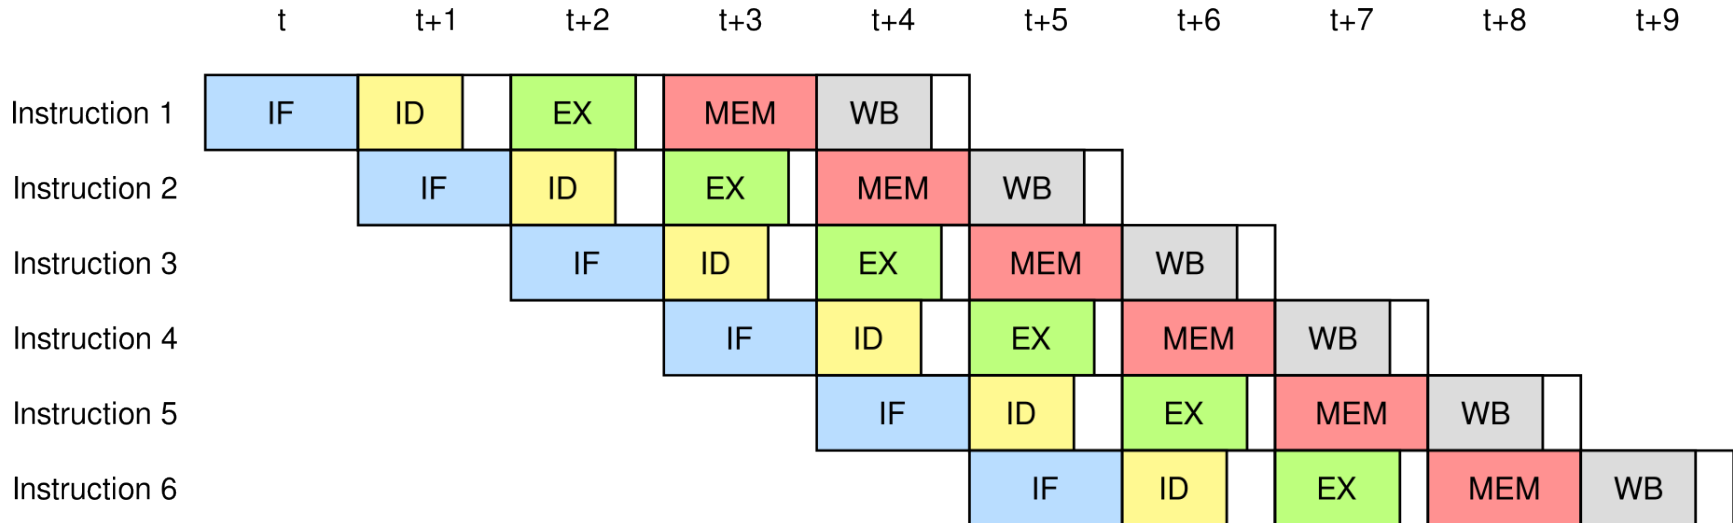 t t+1 t+2 t+3 t+4 t+5 t+6 t+7 t+8 t+9
Instruction 1 IF ID EX MEM WB
Instruction 2 IF ID EX MEM WB
Instruction 3 IF ID EX MEM WB
Instruction 4 IF ID EX MEM WB
Instruction 5 IF ID EX MEM WB
Instruction 6 IF ID EX MEM WB